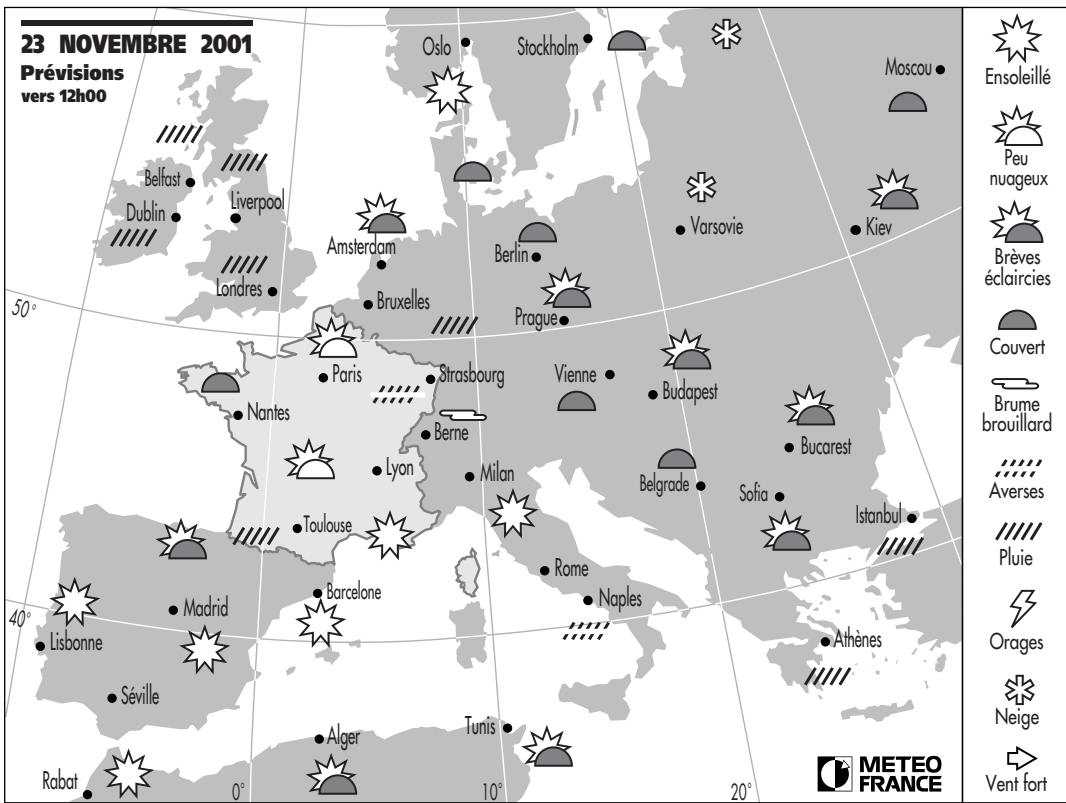 23 NOVEMBRE 2001
Prévisions
vers 12h00
Oslo
Stockholm
Moscou
Belfast
Dublin
Liverpool
Londres
Amsterdam
Bruxelles
Berlin
Varsovie
Kiev
Prague
50°
Paris
Strasbourg
Vienne
Budapest
Nantes
Berne
Bucarest
Lyon
Milan
Belgrade
Sofia
Istanbul
Toulouse
Rome
Barcelone
Naples
Madrid
40°
Lisbonne
Athènes
Séville
Tunis
Alger
Rabat
0°
10°
20°
METEO
FRANCE
Ensoleillé
Peu
nuageux
Brèves
éclaircies
Couvert
Brume
brouillard
Averses
Pluie
Orages
Neige
Vent fort